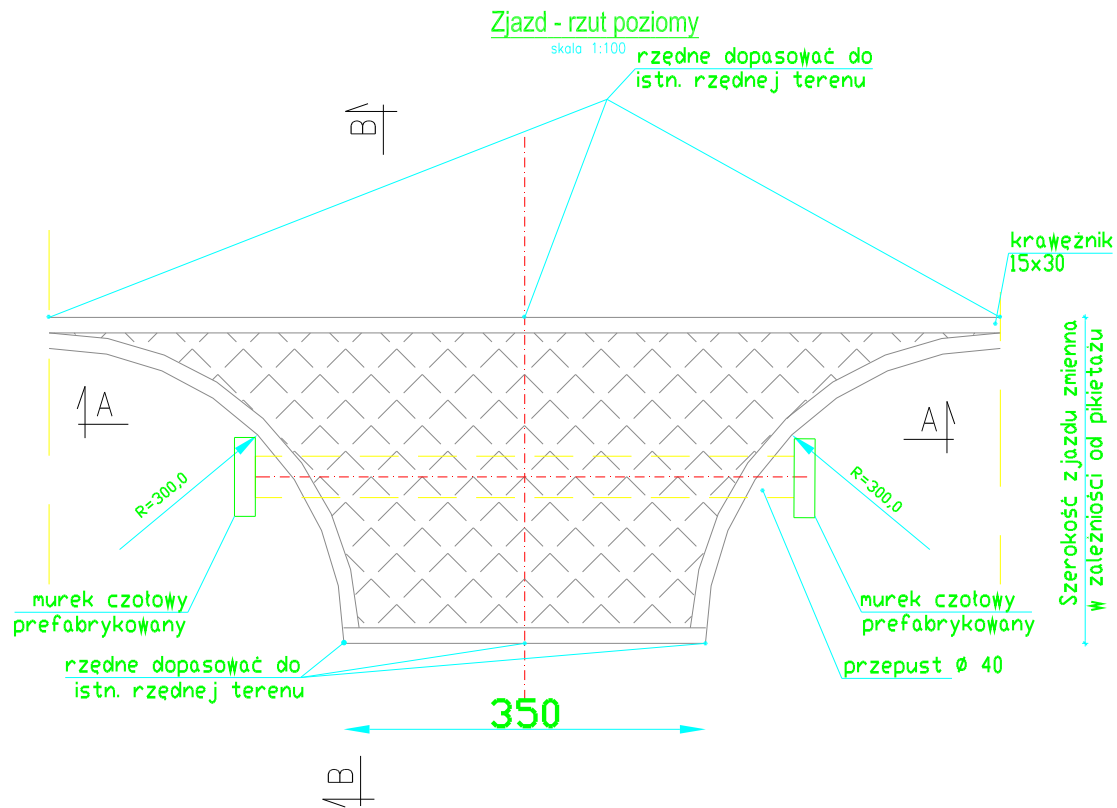 Zjazd - rzut poziomy
skala 1:100
rzędne dopasować do
istn. rzędnej terenu
B
krawężnik
15x30
A
A
R=300,0
R=300,0
Szerokość zjazdu zmienna
w zależniości od pikietażu
murek czołowy
prefabrykowany
murek czołowy
prefabrykowany
rzędne dopasować do
istn. rzędnej terenu
przepust Ø 40
350
B